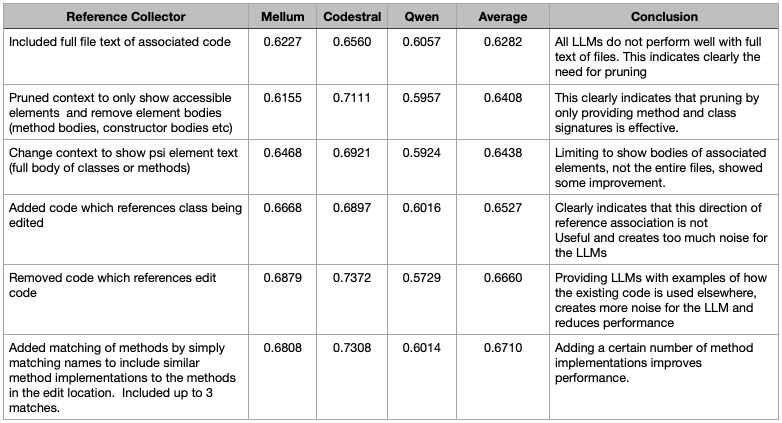 Reference Collector Mellum Codestral Qwen Average Conclusion
Included full file text of associated code 0.6227 0.6560 0.6057 0.6282 All LLMs do not perform well with full
text of files. This indicates clearly the
need for pruning
Pruned context to only show accessible 0.6155 0.7111 0.5957 0.6408 This clearly indicates that pruning by
elements and remove element bodies only providing method and class
(method bodies, constructor bodies etc) signatures is effective.
Change context to show psi element text 0.6468 0.6921 0.5924 0.6438 Limiting to show bodies of associated
(full body of classes or methods) elements, not the entire files, showed
some improvement.
Added code which references class being 0.6668 0.6897 0.6016 0.6527 Clearly indicates that this direction of
edited reference association is not
Useful and creates too much noise for
the LLMs
Removed code which references edit 0.6879 0.7372 0.5729 0.6660 Providing LLMs with examples of how
code the existing code is used elsewhere,
creates more noise for the LLM and
reduces performance
Added matching of methods by simply 0.6808 0.7308 0.6014 0.6710 Adding a certain number of method
matching names to include similar implementations improves
method implementations to the methods performance.
in the edit location. Included up to 3
matches.